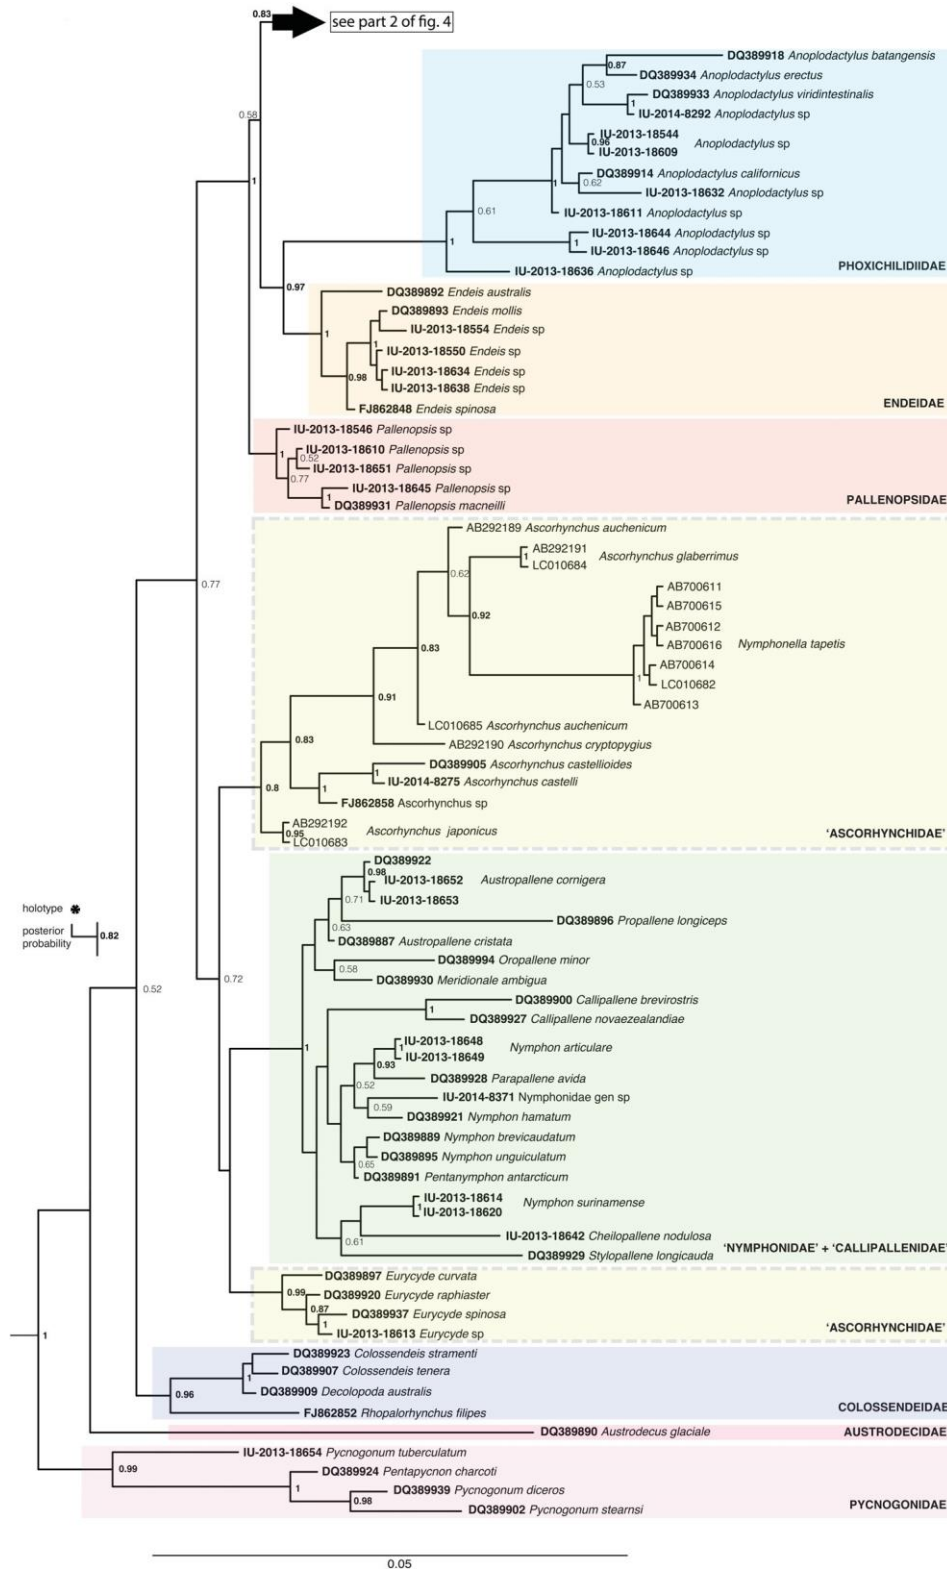 0.83
see part 2 of fig. 4
DQ389918 Anoplodactylus batangensis
0.87
DQ389934 Anoplodactylus erectus
0.53
DQ389933 Anoplodactylus viridintestinalis
1
IU-2014-8292 Anoplodactylus sp
0.58
IU-2013-18544
0.96
Anoplodactylus sp
IU-2013-18609
DQ389914 Anoplodactylus californicus
1
1
0.62
IU-2013-18632 Anoplodactylus sp
0.61
IU-2013-18611 Anoplodactylus sp
IU-2013-18644 Anoplodactylus sp
1
1
IU-2013-18646 Anoplodactylus sp
PHOXICHILIDIIDAE
IU-2013-18636 Anoplodactylus sp
0.97
DQ389892 Endeis australis
DQ389893 Endeis mollis
IU-2013-18554 Endeis sp
1
1
IU-2013-18550 Endeis sp
IU-2013-18634 Endeis sp
0.98
IU-2013-18638 Endeis sp
ENDEIDAE
FJ862848 Endeis spinosa
IU-2013-18546 Pallenopsis sp
IU-2013-18610 Pallenopsis sp
1
0.52
IU-2013-18651 Pallenopsis sp
0.77
IU-2013-18645 Pallenopsis sp
1
PALLENOPSIDAE
DQ389931 Pallenopsis macneilli
AB292189 Ascorhynchus auchenicum
AB292191
1
Ascorhynchus glaberrimus
LC010684
0.62
0.77
AB700611
AB700615
0.92
AB700612
AB700616
Nymphonella tapetis
0.83
AB700614
1
LC010682
0.91
AB700613
LC010685 Ascorhynchus auchenicum
0.83
AB292190 Ascorhynchus cryptopygius
DQ389905 Ascorhynchus castellioides
1
IU-2014-8275 Ascorhynchus castelli
0.8
1
FJ862858 Ascorhynchus sp
AB292192
0.95
Ascorhynchus japonicus
'ASCORHYNCHIDAE'
LC010683
DQ389922
0.98
IU-2013-18652
Austropallene cornigera
0.71
IU-2013-18653
holotype *
DQ389896 Propallene longiceps
0.63
posterior
probability
0.82
DQ389887 Austropallene cristata
DQ389994 Oropallene minor
0.58
0.72
DQ389930 Meridionale ambigua
0.52
DQ389900 Callipallene brevirostris
1
DQ389927 Callipallene novaezealandiae
IU-2013-18648
1
1
Nymphon articulare
IU-2013-18649
0.93
DQ389928 Parapallene avida
0.52
IU-2014-8371 Nymphonidae gen sp
0.59
DQ389921 Nymphon hamatum
DQ389889 Nymphon brevicaudatum
DQ389895 Nymphon unguiculatum
0.65
DQ389891 Pentanymphon antarcticum
IU-2013-18614
1
Nymphon surinamense
IU-2013-18620
IU-2013-18642 Cheilopallene nodulosa
0.61
'NYMPHONIDAE' + 'CALLIPALLENIDAE'
DQ389929 Stylopallene longicauda
DQ389897 Eurycyde curvata
0.99
DQ389920 Eurycyde raphiaster
0.87
DQ389937 Eurycyde spinosa
1
'ASCORHYNCHIDAE'
IU-2013-18613 Eurycyde sp
1
DQ389923 Colossendeis stramenti
DQ389907 Colossendeis tenera
1
0.96
DQ389909 Decolopoda australis
COLOSSENDEIDAE
FJ862852 Rhopalorhynchus filipes
DQ389890 Austrodecus glaciale
AUSTRODECIDAE
IU-2013-18654 Pycnogonum tuberculatum
0.99
DQ389924 Pentapycnon charcoti
1
DQ389939 Pycnogonum diceros
0.98
PYCNOGONIDAE
DQ389902 Pycnogonum stearnsi
0.05